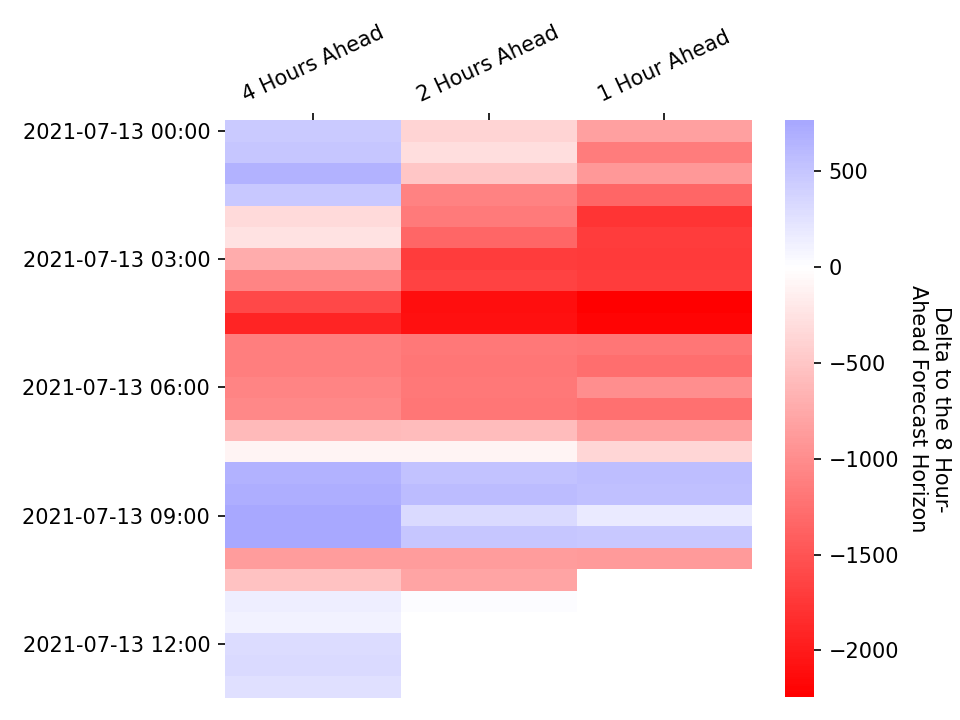 4 Hours Ahead
2 Hours Ahead
1 Hour Ahead
2021-07-13 00:00
2021-07-13 03:00
2021-07-13 06:00
2021-07-13 09:00
2021-07-13 12:00
500
0
−500
−1000
−1500
−2000
Delta to the 8 Hour-
Ahead Forecast Horizon